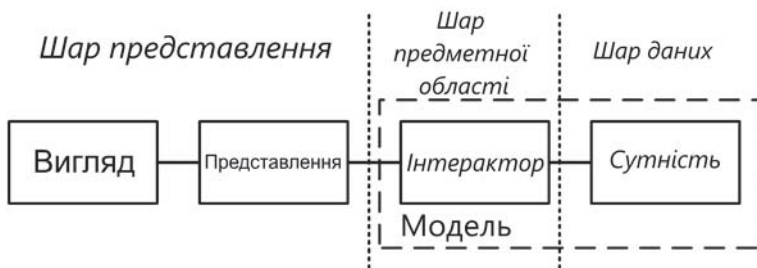 Шар представлення
Шар
предметної
області
Шар даних
Вигляд
Представлення
Інтерактор
Сутність
Модель